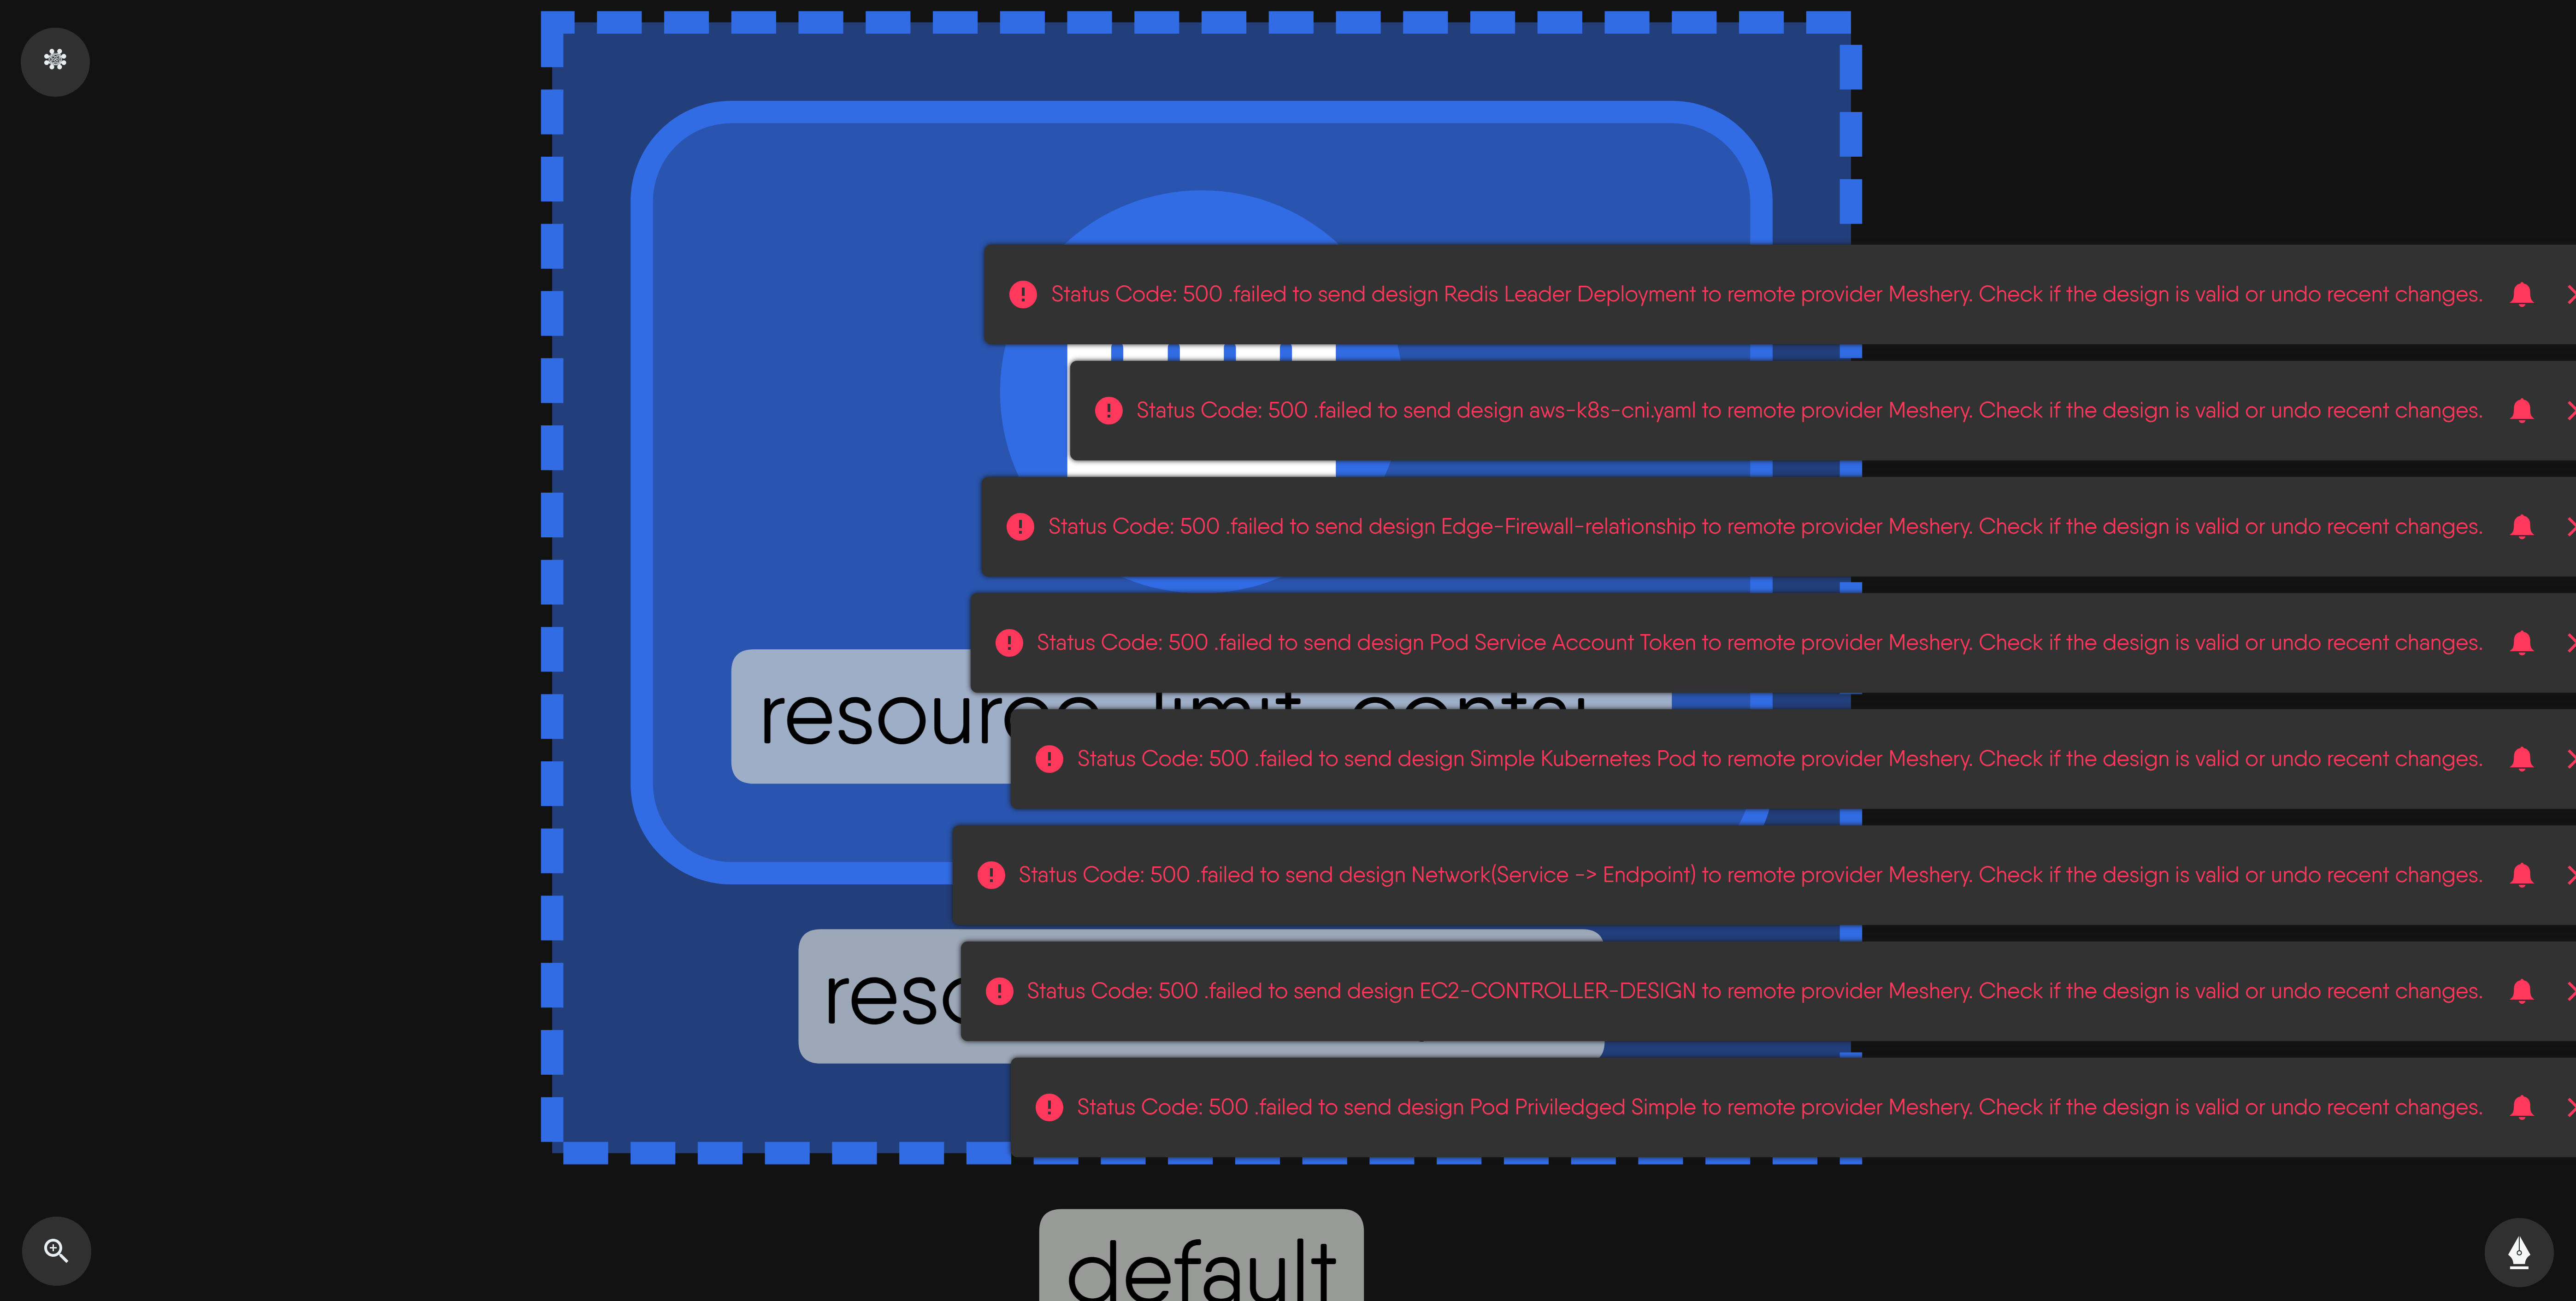 Status Code: 500 .failed to send design Redis Leader Deployment to remote provider Meshery. Check if the design is valid or undo recent changes.
Status Code: 500 .failed to send design aws-k8s-cni.yaml to remote provider Meshery. Check if the design is valid or undo recent changes.
Status Code: 500 .failed to send design Edge-Firewall-relationship to remote provider Meshery. Check if the design is valid or undo recent changes.
Status Code: 500 .failed to send design Pod Service Account Token to remote provider Meshery. Check if the design is valid or undo recent changes.
Status Code: 500 .failed to send design Simple Kubernetes Pod to remote provider Meshery. Check if the design is valid or undo recent changes.
Status Code: 500 .failed to send design Network(Service -> Endpoint) to remote provider Meshery. Check if the design is valid or undo recent changes.
Status Code: 500 .failed to send design EC2-CONTROLLER-DESIGN to remote provider Meshery. Check if the design is valid or undo recent changes.
Status Code: 500 .failed to send design Pod Priviledged Simple to remote provider Meshery. Check if the design is valid or undo recent changes.
default